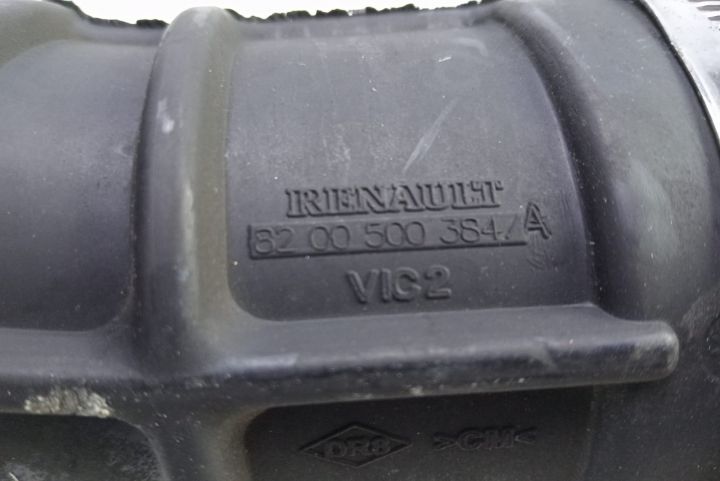 RENAULT
82 00 500 384/A
VIC2
DR8 >CM<